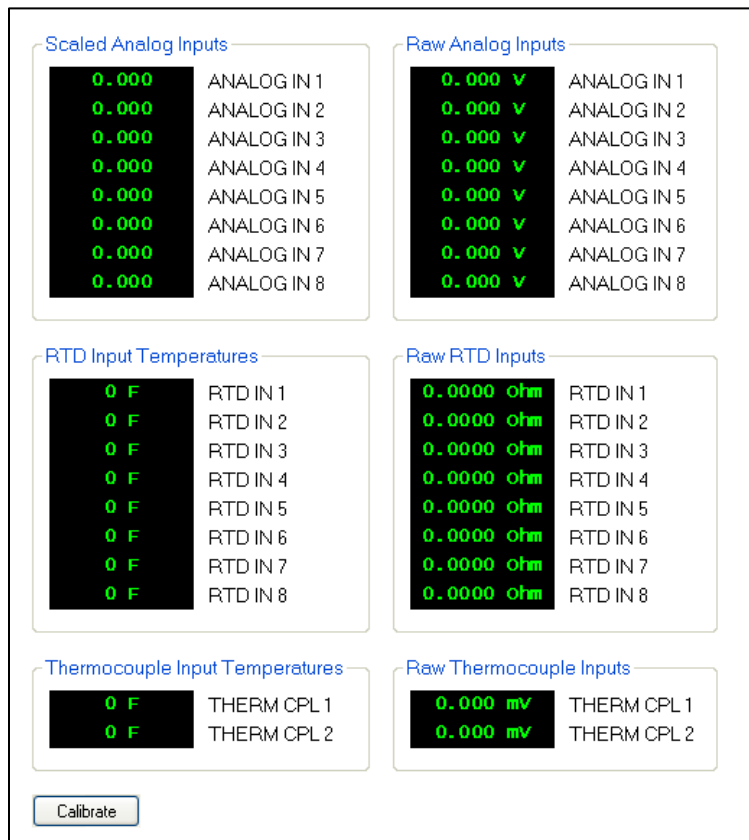 Scaled Analog Inputs
0.000 ANALOG IN 1
0.000 ANALOG IN 2
0.000 ANALOG IN 3
0.000 ANALOG IN 4
0.000 ANALOG IN 5
0.000 ANALOG IN 6
0.000 ANALOG IN 7
0.000 ANALOG IN 8
Raw Analog Inputs
0.000 V ANALOG IN 1
0.000 V ANALOG IN 2
0.000 V ANALOG IN 3
0.000 V ANALOG IN 4
0.000 V ANALOG IN 5
0.000 V ANALOG IN 6
0.000 V ANALOG IN 7
0.000 V ANALOG IN 8
RTD Input Temperatures
0 F RTD IN 1
0 F RTD IN 2
0 F RTD IN 3
0 F RTD IN 4
0 F RTD IN 5
0 F RTD IN 6
0 F RTD IN 7
0 F RTD IN 8
Raw RTD Inputs
0.0000 Ohm RTD IN 1
0.0000 Ohm RTD IN 2
0.0000 Ohm RTD IN 3
0.0000 Ohm RTD IN 4
0.0000 Ohm RTD IN 5
0.0000 Ohm RTD IN 6
0.0000 Ohm RTD IN 7
0.0000 Ohm RTD IN 8
Thermocouple Input Temperatures
0 F THERM CPL 1
0 F THERM CPL 2
Raw Thermocouple Inputs
0.000 mV THERM CPL 1
0.000 mV THERM CPL 2
Calibrate